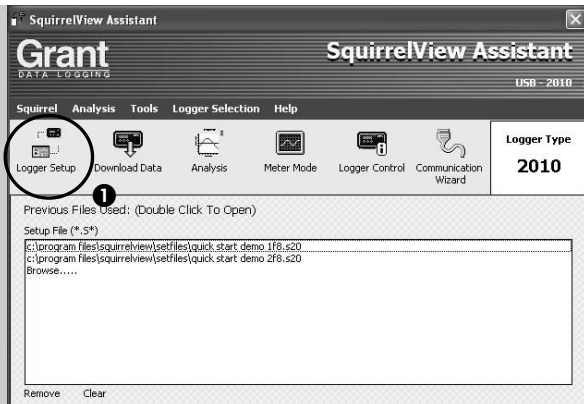 SquirrelView Assistant
Grant
DATA LOGGING
SquirrelView Assistant
USB - 2010
Squirrel Analysis Tools Logger Selection Help
Logger Setup Download Data Analysis Meter Mode Logger Control Communication Wizard
Logger Type
2010
1
Previous Files Used: (Double Click To Open)
Setup File (*.S*)
c:\program files\squirrelview\setfiles\quick start demo 1f8.s20
c:\program files\squirrelview\setfiles\quick start demo 2f8.s20
Browse.....
Remove Clear